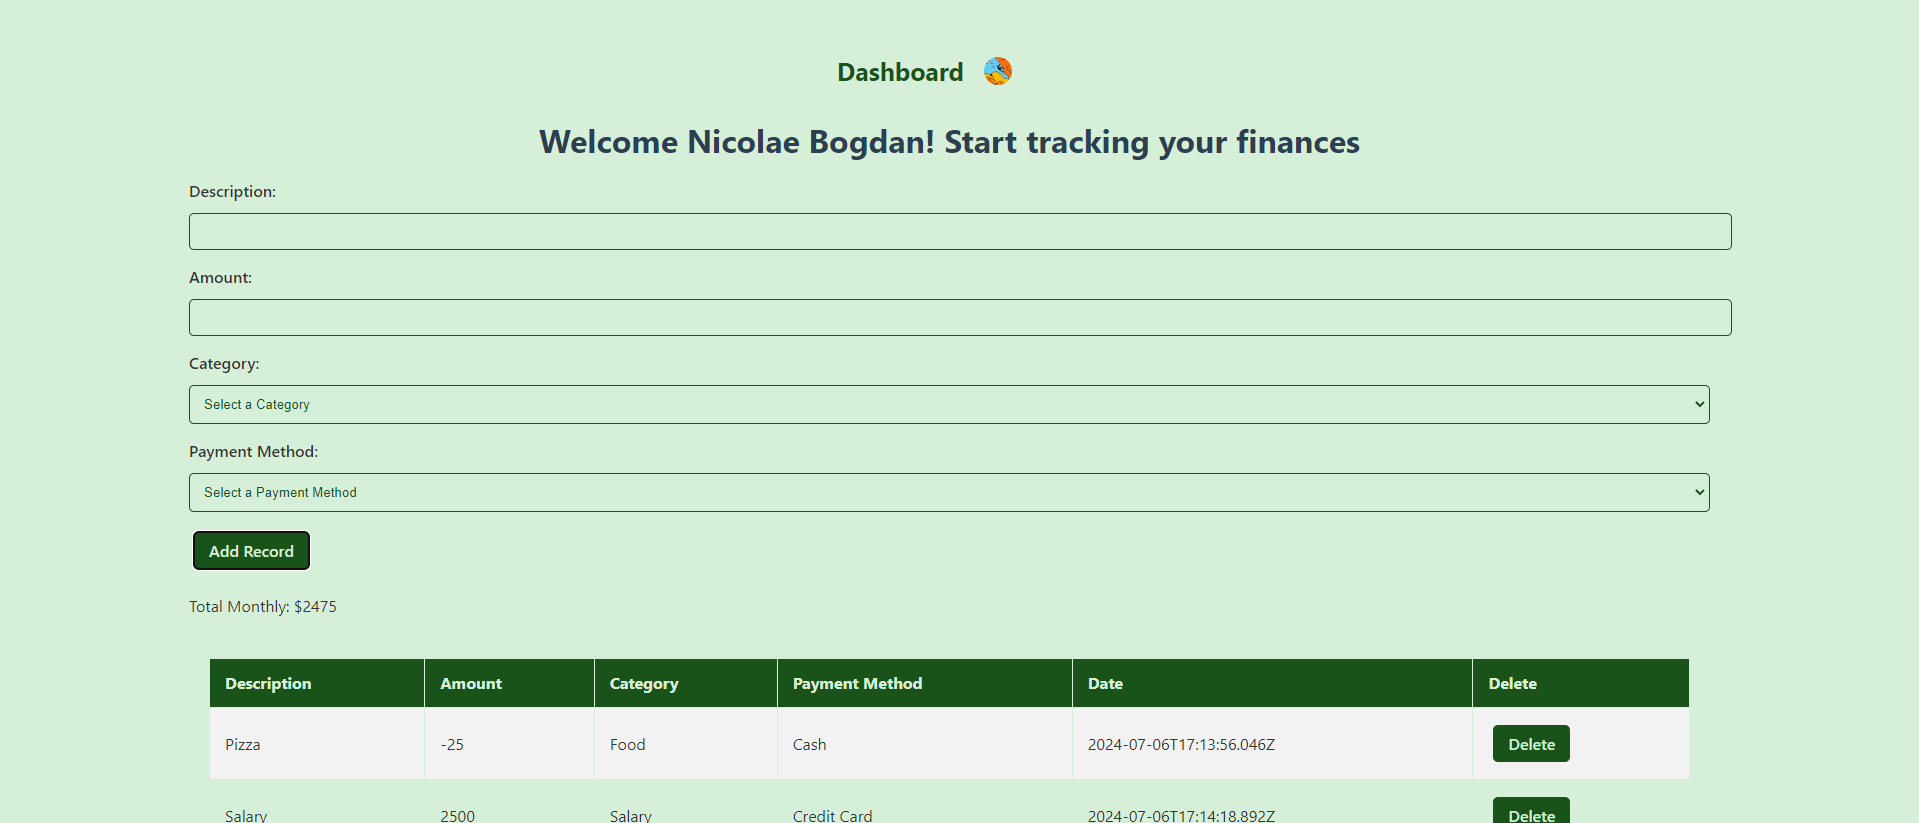 Dashboard
Welcome Nicolae Bogdan! Start tracking your finances
Description:
Amount:
Category:
Select a Category
Payment Method:
Select a Payment Method
Add Record
Total Monthly: $2475
Description Amount Category Payment Method Date Delete
Pizza -25 Food Cash 2024-07-06T17:13:56.046Z Delete
Salary 2500 Salary Credit Card 2024-07-06T17:14:18.892Z Delete